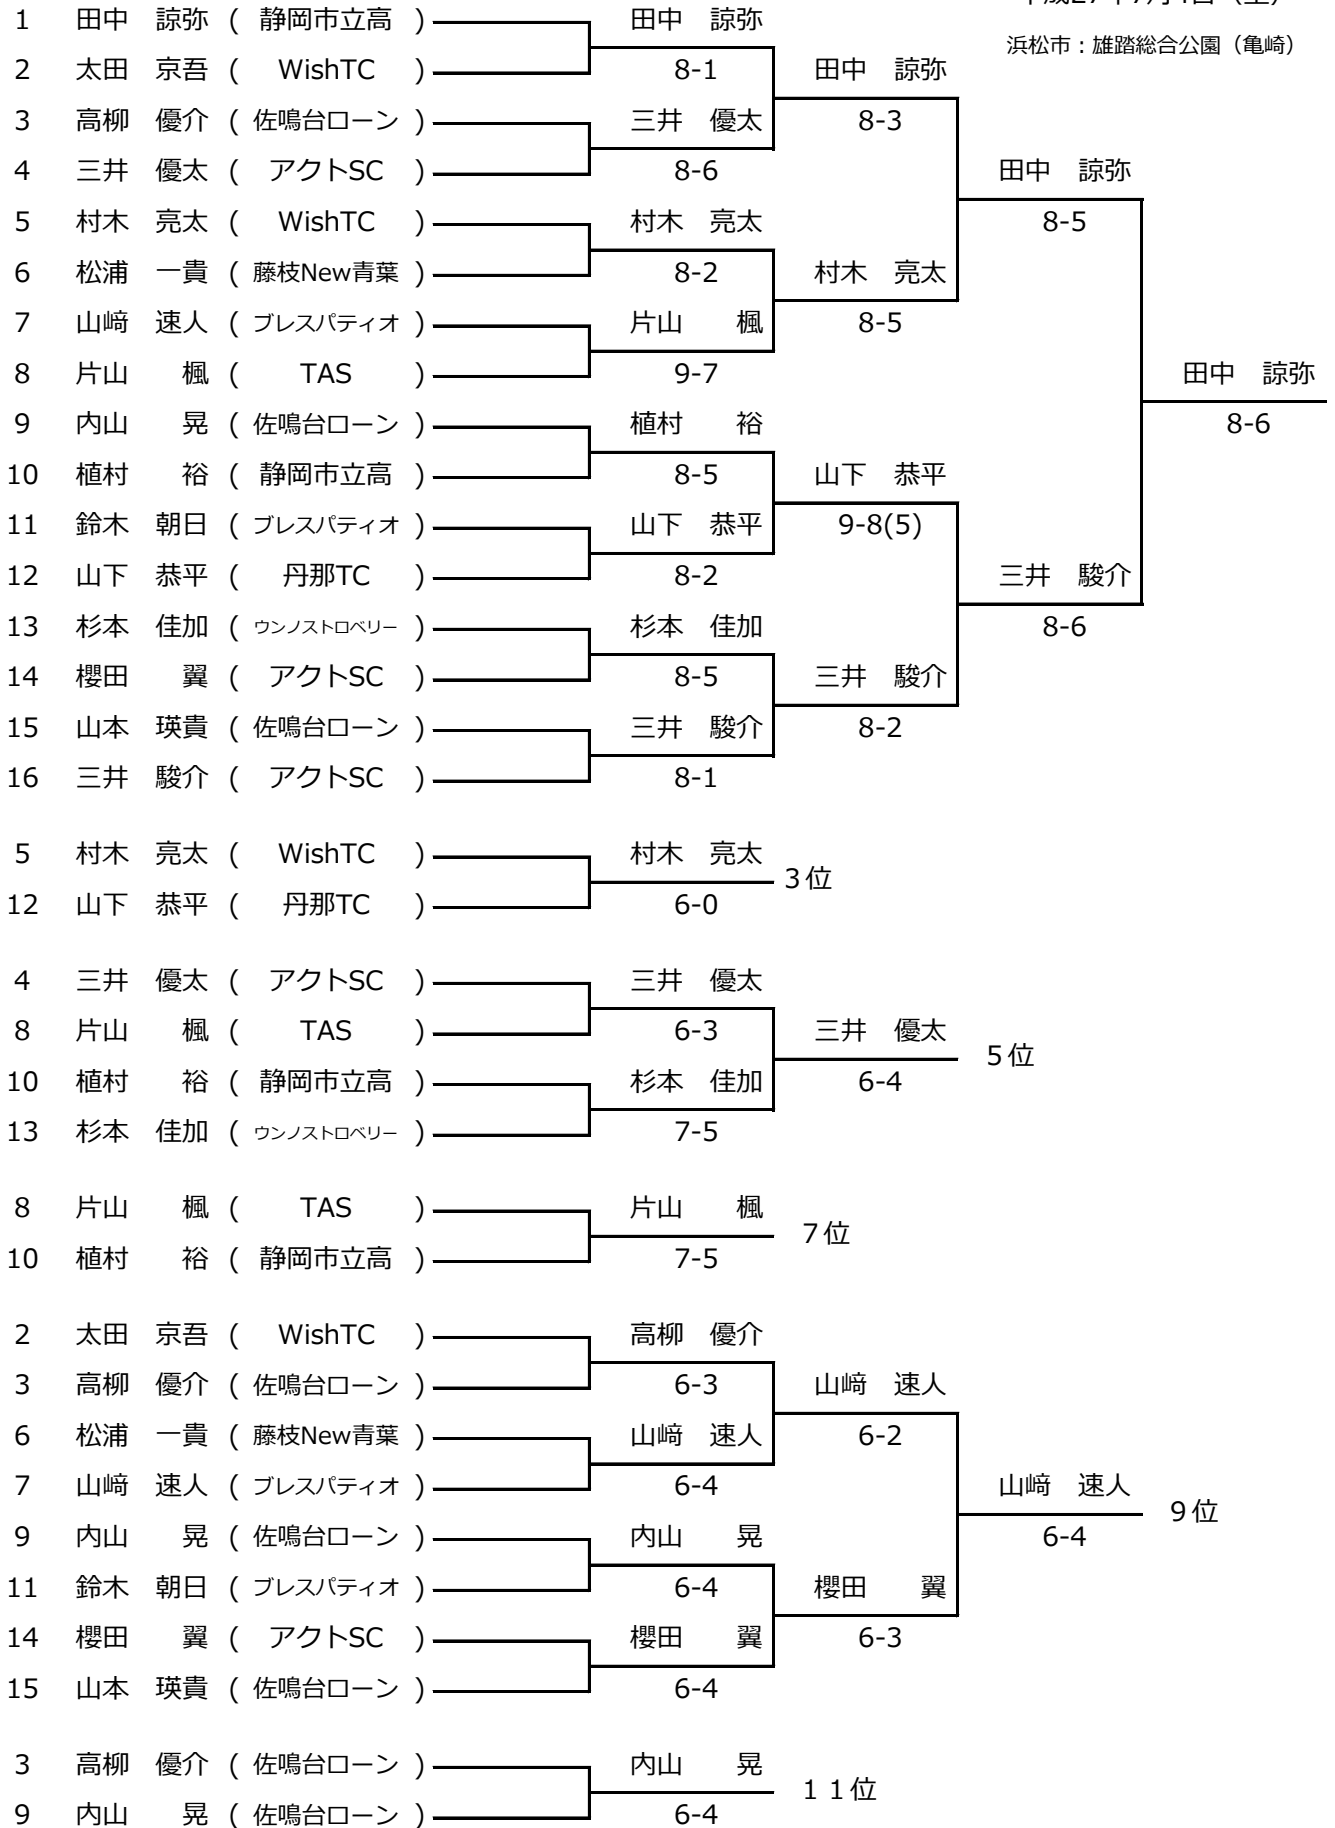 平成27年7月4日（土）
1 田中 諒弥 ( 静岡市立高 ) 田中 諒弥
浜松市：雄踏総合公園（亀崎）
2 太田 京吾 ( WishTC ) 8-1 田中 諒弥
3 高柳 優介 ( 佐鳴台ローン ) 三井 優太 8-3
4 三井 優太 ( アクトSC ) 8-6 田中 諒弥
5 村木 亮太 ( WishTC ) 村木 亮太 8-5
6 松浦 一貴 ( 藤枝New青葉 ) 8-2 村木 亮太
7 山﨑 速人 ( ブレスパティオ ) 片山 楓 8-5
8 片山 楓 ( TAS ) 9-7 田中 諒弥
9 内山 晃 ( 佐鳴台ローン ) 植村 裕 8-6
10 植村 裕 ( 静岡市立高 ) 8-5 山下 恭平
11 鈴木 朝日 ( ブレスパティオ ) 山下 恭平 9-8(5)
12 山下 恭平 ( 丹那TC ) 8-2 三井 駿介
13 杉本 佳加 ( ウンノストロベリー ) 杉本 佳加 8-6
14 櫻田 翼 ( アクトSC ) 8-5 三井 駿介
15 山本 瑛貴 ( 佐鳴台ローン ) 三井 駿介 8-2
16 三井 駿介 ( アクトSC ) 8-1
5 村木 亮太 ( WishTC ) 村木 亮太
３位
12 山下 恭平 ( 丹那TC ) 6-0
4 三井 優太 ( アクトSC ) 三井 優太
8 片山 楓 ( TAS ) 6-3 三井 優太
５位
10 植村 裕 ( 静岡市立高 ) 杉本 佳加 6-4
13 杉本 佳加 ( ウンノストロベリー ) 7-5
8 片山 楓 ( TAS ) 片山 楓
７位
10 植村 裕 ( 静岡市立高 ) 7-5
2 太田 京吾 ( WishTC ) 高柳 優介
3 高柳 優介 ( 佐鳴台ローン ) 6-3 山﨑 速人
6 松浦 一貴 ( 藤枝New青葉 ) 山﨑 速人 6-2
7 山﨑 速人 ( ブレスパティオ ) 6-4 山﨑 速人
９位
9 内山 晃 ( 佐鳴台ローン ) 内山 晃 6-4
11 鈴木 朝日 ( ブレスパティオ ) 6-4 櫻田 翼
14 櫻田 翼 ( アクトSC ) 櫻田 翼 6-3
15 山本 瑛貴 ( 佐鳴台ローン ) 6-4
3 高柳 優介 ( 佐鳴台ローン ) 内山 晃
１１位
9 内山 晃 ( 佐鳴台ローン ) 6-4